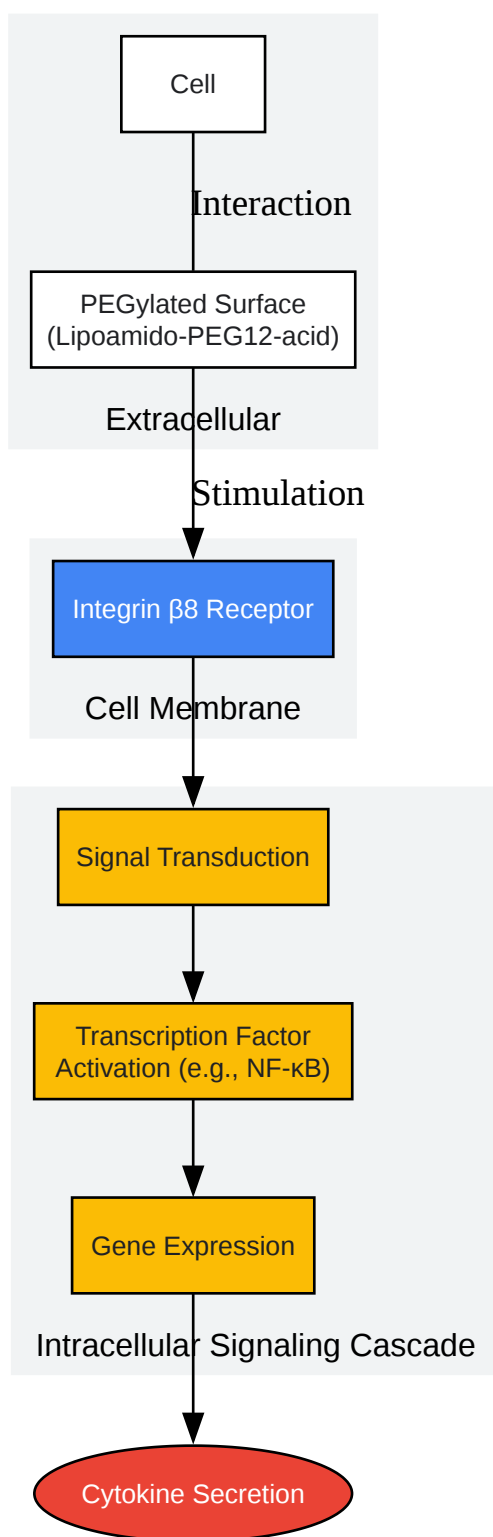 Cell
Interaction
PEGylated Surface
(Lipoamido-PEG12-acid)
Extracellular
Stimulation
Integrin β8 Receptor
Cell Membrane
Signal Transduction
Transcription Factor
Activation (e.g., NF-κB)
Gene Expression
Intracellular Signaling Cascade
Cytokine Secretion